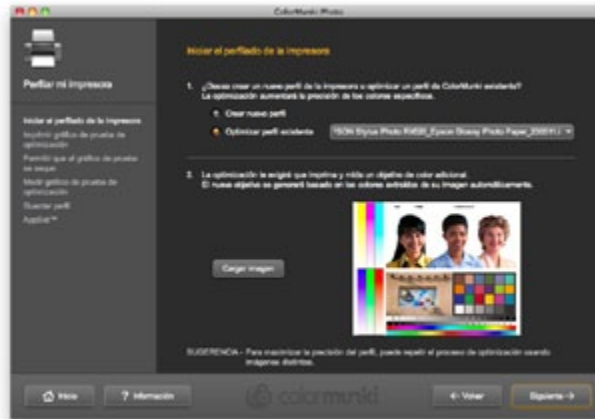 ColorMunki Photo
Perfilar mi impresora
Iniciar el perfilado de la impresora
Imprimir gráfico de prueba de
optimización
Permitir que el gráfico de prueba
se seque
Medir gráfico de prueba de
optimización
Guardar perfil
AppSet™
Iniciar el perfilado de la impresora
1. ¿Desea crear un nuevo perfil de la impresora u optimizar un perfil de ColorMunki existente?
La optimización aumentará la precisión de los colores específicos.
Crear nuevo perfil
Optimizar perfil existente
Stylus Photo Epson Glossy Photo Paper
2. La optimización le exigirá que imprima y mida un objetivo de color adicional.
El nuevo objetivo se generará basado en los colores extraídos de su imagen automáticamente.
Cargar imagen
SUGERENCIA - Para maximizar la precisión del perfil, puede repetir el proceso de optimización usando
imágenes distintas.
Inicio
? Información
colormunki
Volver
Siguiente